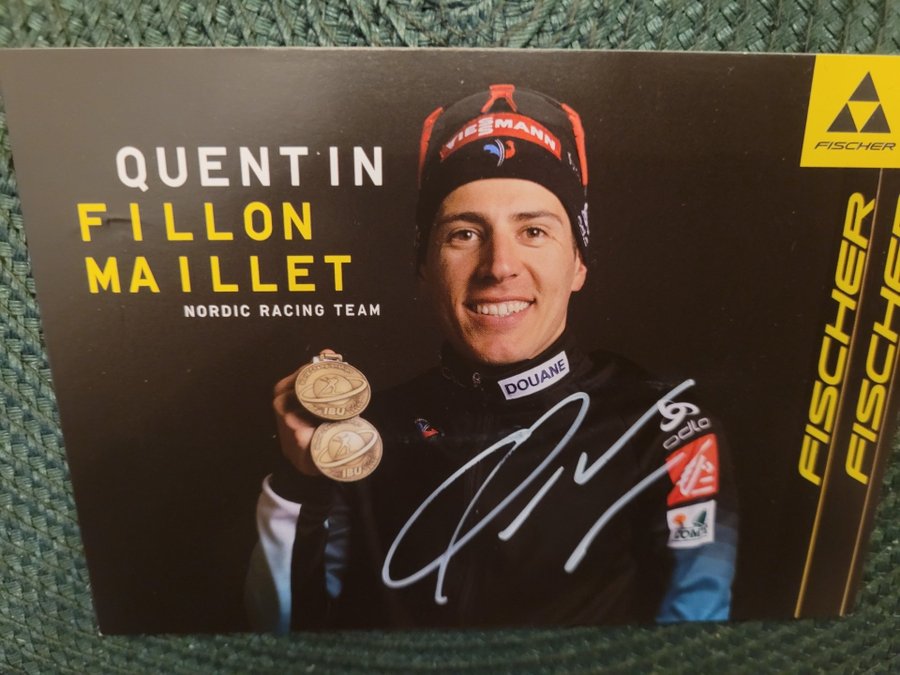 QUENTIN
FILLON
MAILLET
NORDIC RACING TEAM
VIESSMANN
DOUANE
IBU
IBU
odlo
FISCHER
FISCHER
FISCHER